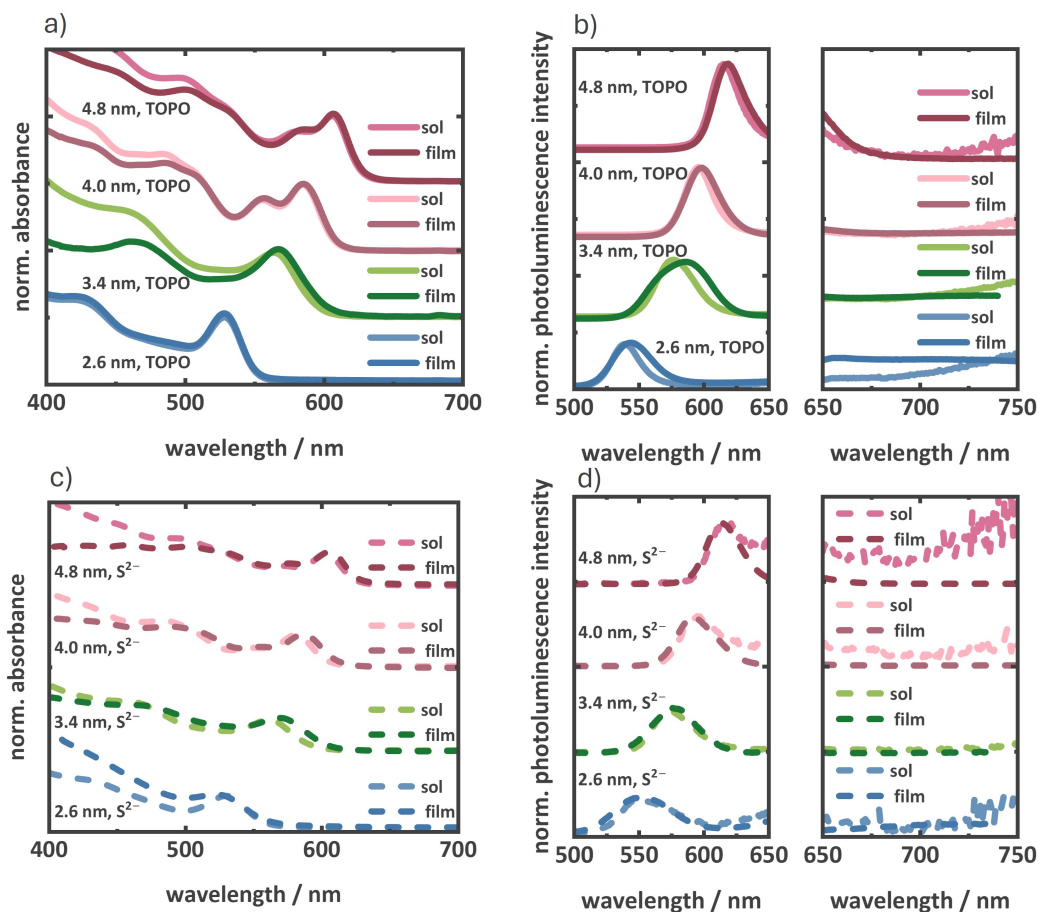 a)
norm. absorbance
4.8 nm, TOPO
sol
film
4.0 nm, TOPO
sol
film
3.4 nm, TOPO
sol
film
2.6 nm, TOPO
sol
film
400 500 600 700
wavelength / nm
b)
norm. photoluminescence intensity
4.8 nm, TOPO
4.0 nm, TOPO
3.4 nm, TOPO
2.6 nm, TOPO
500 550 600 650
wavelength / nm
sol
film
sol
film
sol
film
sol
film
650 700 750
wavelength / nm
c)
norm. absorbance
4.8 nm, S²⁻
sol
film
4.0 nm, S²⁻
sol
film
3.4 nm, S²⁻
sol
film
2.6 nm, S²⁻
sol
film
400 500 600 700
wavelength / nm
d)
norm. photoluminescence intensity
4.8 nm, S²⁻
4.0 nm, S²⁻
3.4 nm, S²⁻
2.6 nm, S²⁻
500 550 600 650
wavelength / nm
sol
film
sol
film
sol
film
sol
film
650 700 750
wavelength / nm